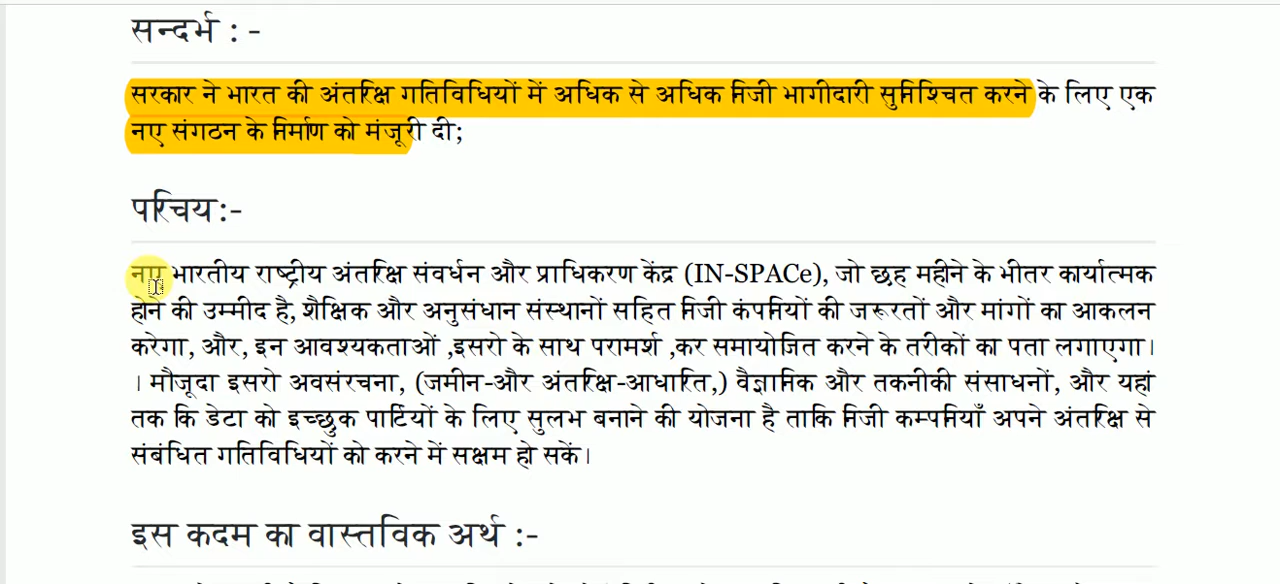 सन्दर्भ : -
सरकार ने भारत की अंतरिक्ष गतिविधियों में अधिक से अधिक निजी भागीदारी सुनिश्चित करने के लिए एक
नए संगठन के निर्माण को मंजूरी दी;
परिचय:-
नए भारतीय राष्ट्रीय अंतरिक्ष संवर्धन और प्राधिकरण केंद्र (IN-SPACe), जो छह महीने के भीतर कार्यात्मक
होने की उम्मीद है, शैक्षिक और अनुसंधान संस्थानों सहित निजी कंपनियों की जरूरतों और मांगों का आकलन
करेगा, और, इन आवश्यकताओं ,इसरो के साथ परामर्श ,कर समायोजित करने के तरीकों का पता लगाएगा।
। मौजूदा इसरो अवसंरचना, (जमीन-और अंतरिक्ष-आधारित,) वैज्ञानिक और तकनीकी संसाधनों, और यहां
तक कि डेटा को इच्छुक पार्टियों के लिए सुलभ बनाने की योजना है ताकि निजी कम्पनियाँ अपने अंतरिक्ष से
संबंधित गतिविधियों को करने में सक्षम हो सकें।
इस कदम का वास्तविक अर्थ :-